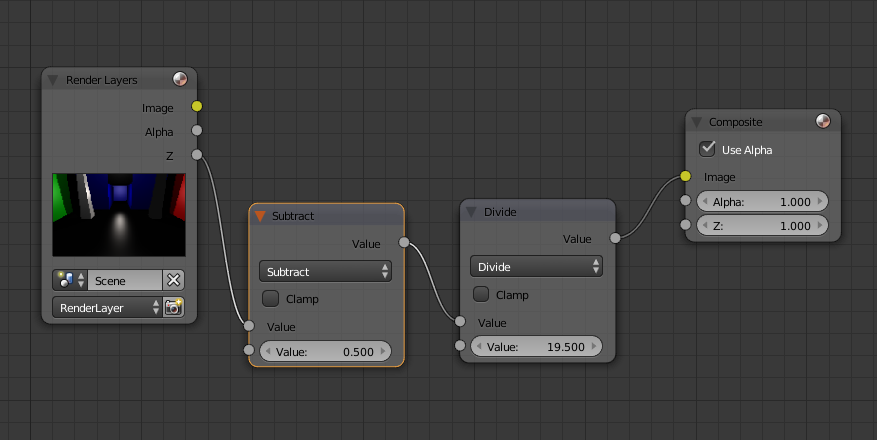 Render Layers
Image
Alpha
Z
Scene
RenderLayer
Subtract
Value
Subtract
Clamp
Value
Value: 0.500
Divide
Value
Divide
Clamp
Value
Value: 19.500
Composite
Use Alpha
Image
Alpha: 1.000
Z: 1.000